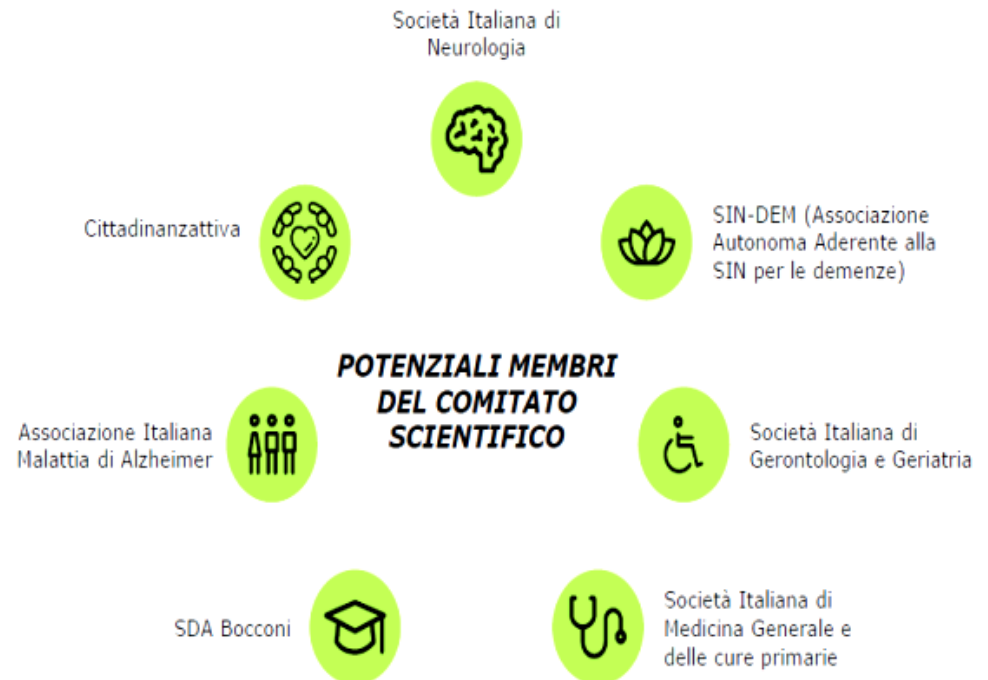 Società Italiana di
Neurologia
Cittadinanzattiva
SIN-DEM (Associazione
Autonoma Aderente alla
SIN per le demenze)
POTENZIALI MEMBRI
DEL COMITATO
SCIENTIFICO
Associazione Italiana
Malattia di Alzheimer
Società Italiana di
Gerontologia e Geriatria
SDA Bocconi
Società Italiana di
Medicina Generale e
delle cure primarie